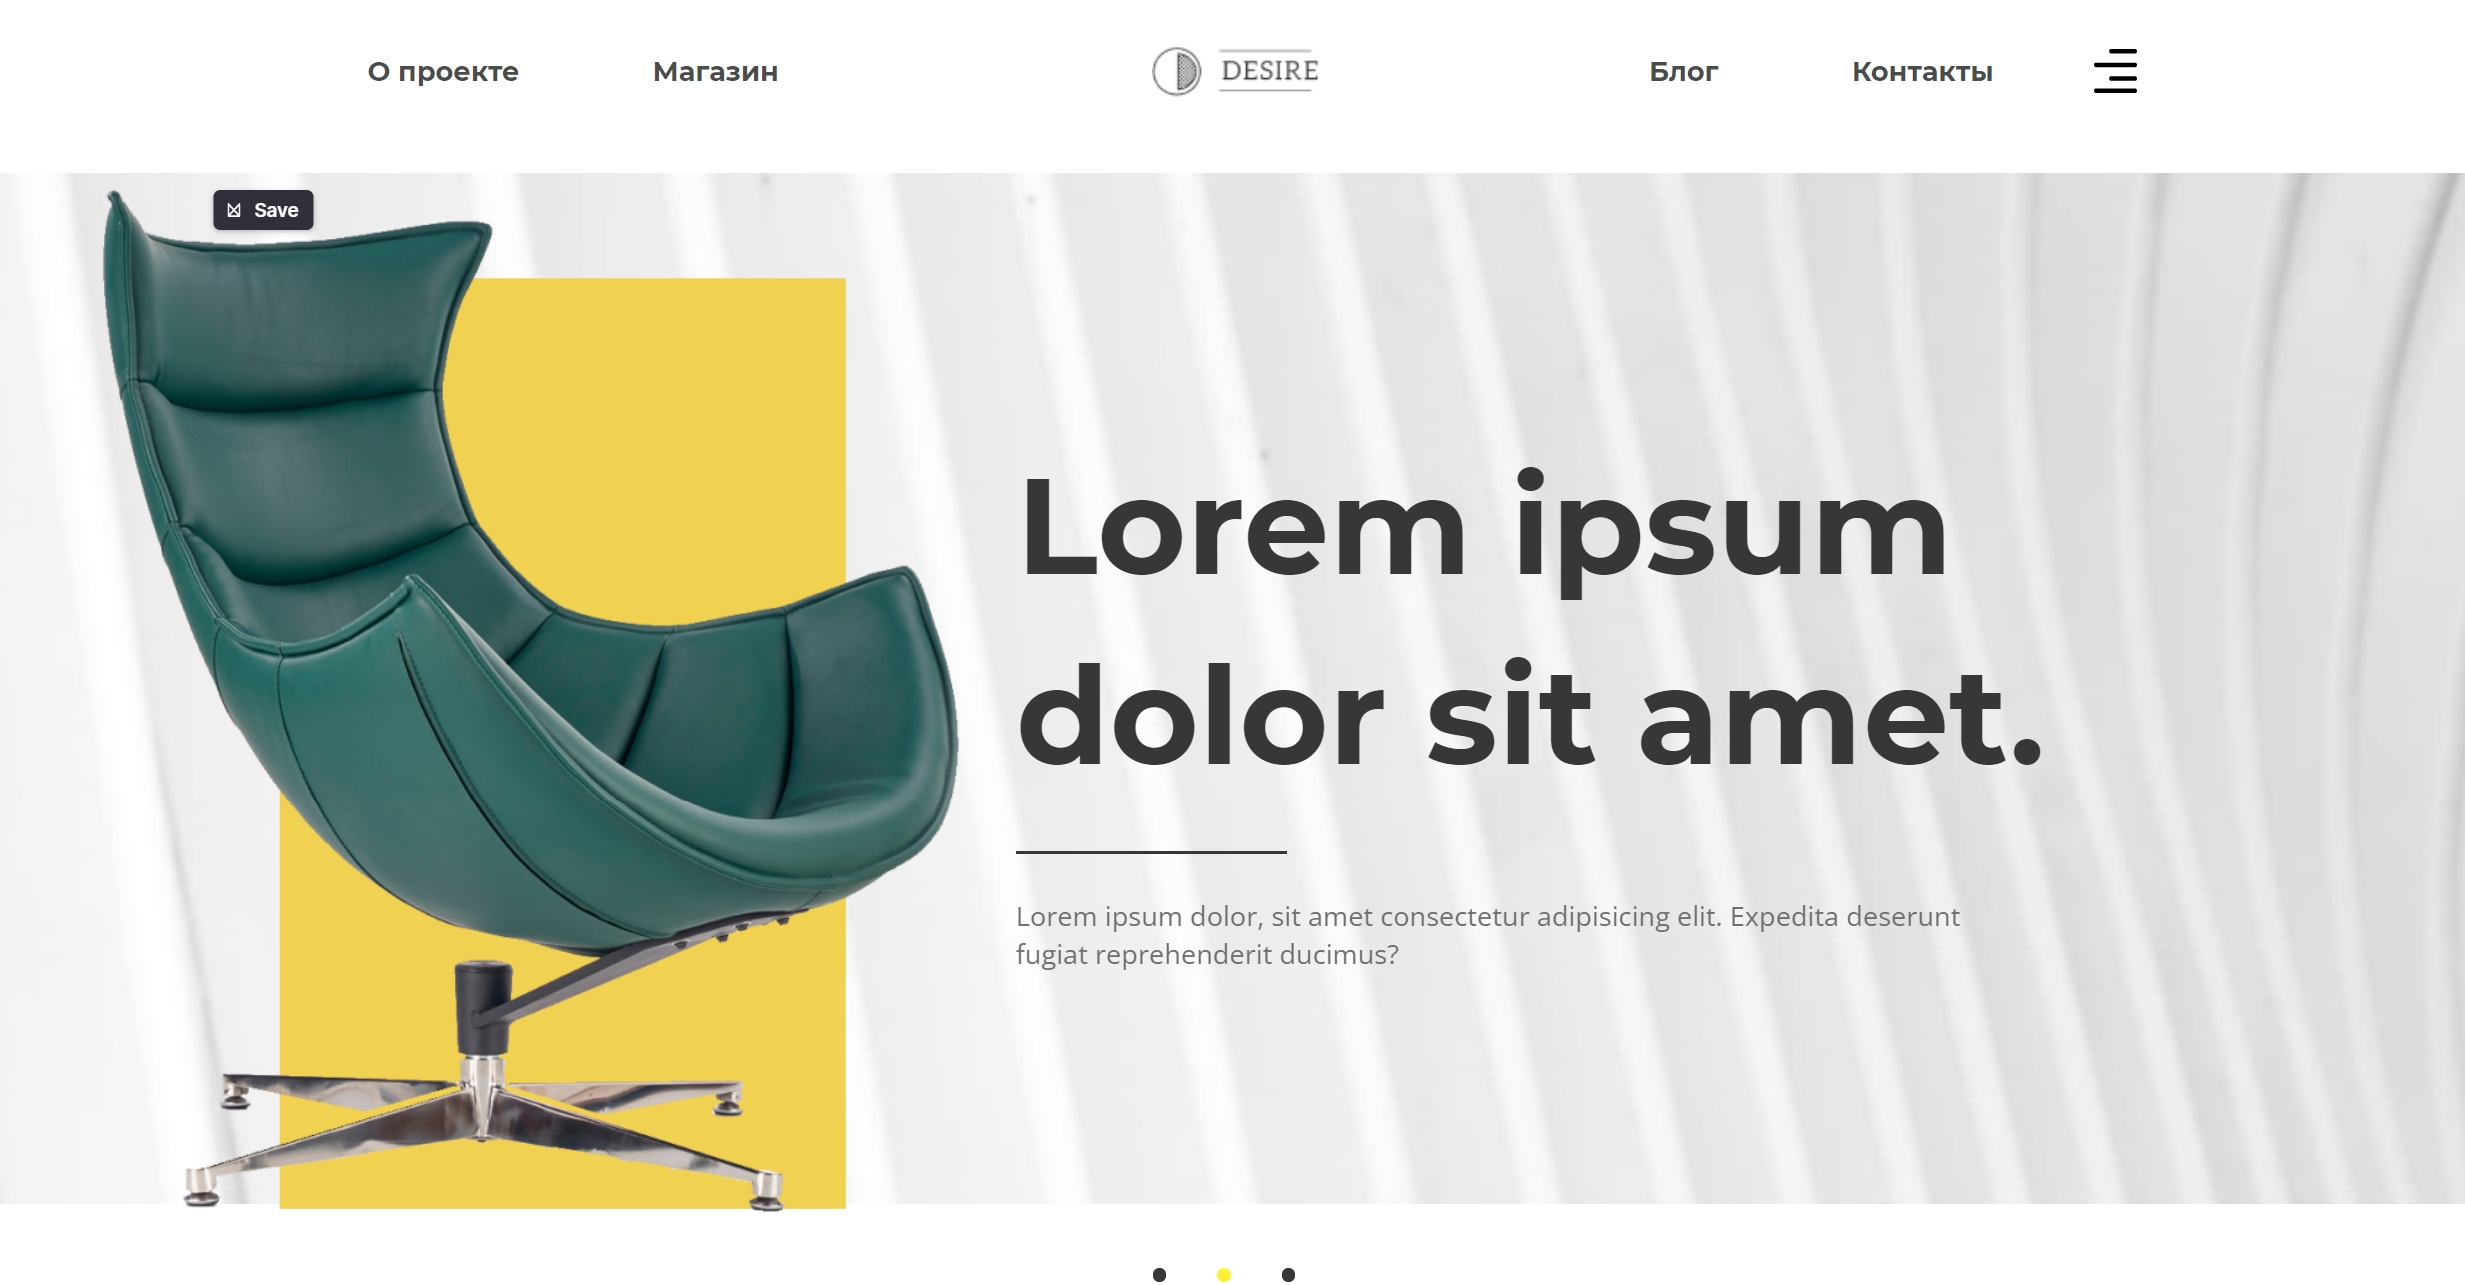 О проекте
Магазин
DESIRE
Блог
Контакты
Save
Lorem ipsum
dolor sit amet.
Lorem ipsum dolor, sit amet consectetur adipisicing elit. Expedita deserunt
fugiat reprehenderit ducimus?